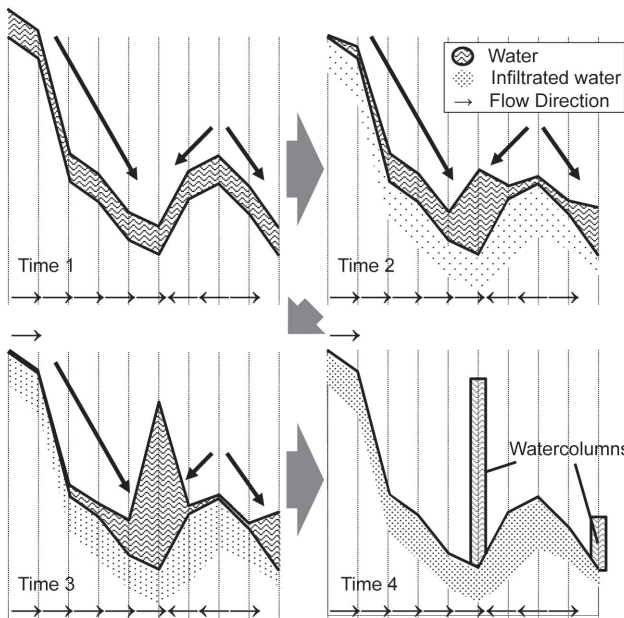 Water
Infiltrated water
Flow Direction
Time 1
Time 2
Watercolumns
Time 3
Time 4